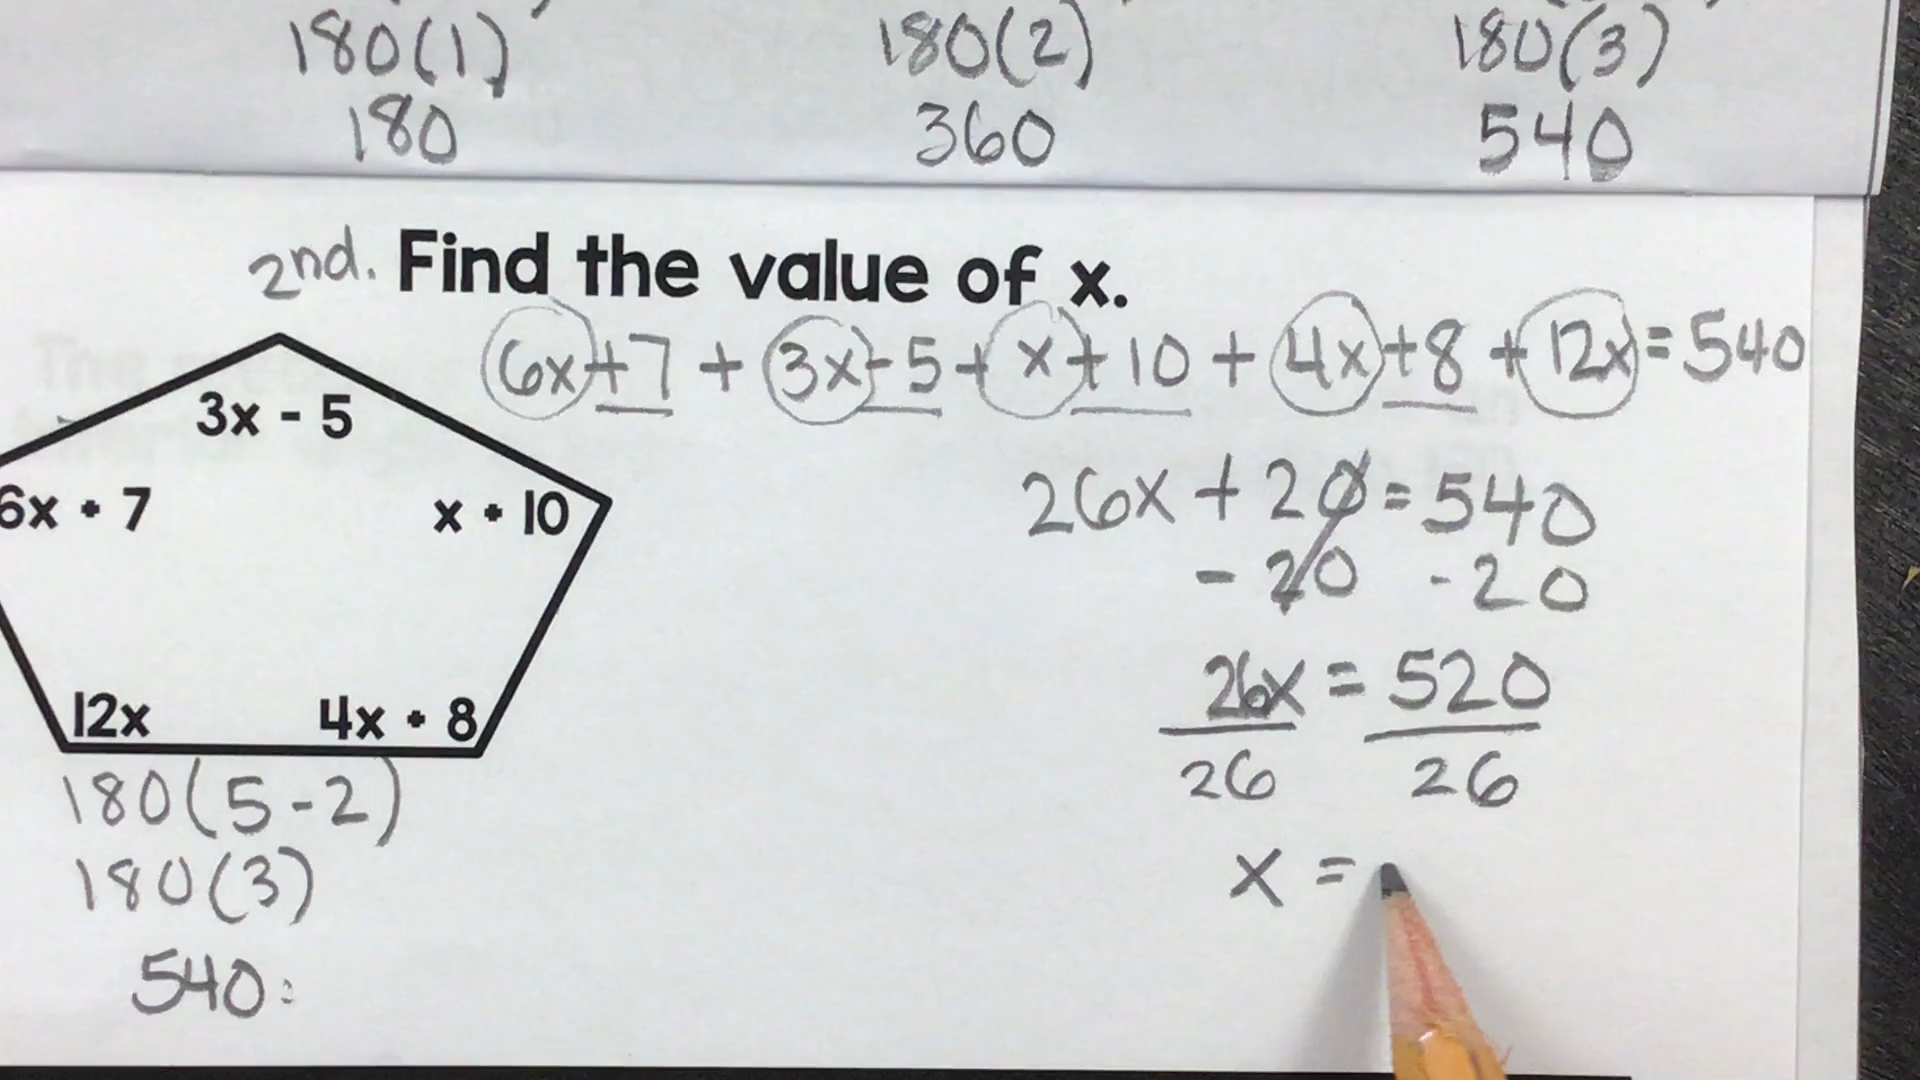 180(1) 180(2) 180(3)
180 360 540
2nd. Find the value of x.
6x+7 + 3x-5 + x+10 + 4x+8 + 12x = 540
3x - 5
6x + 7
x + 10
12x
4x + 8
26x + 20 = 540
- 20 - 20
26x = 520
26 26
x =
180(5-2)
180(3)
540: